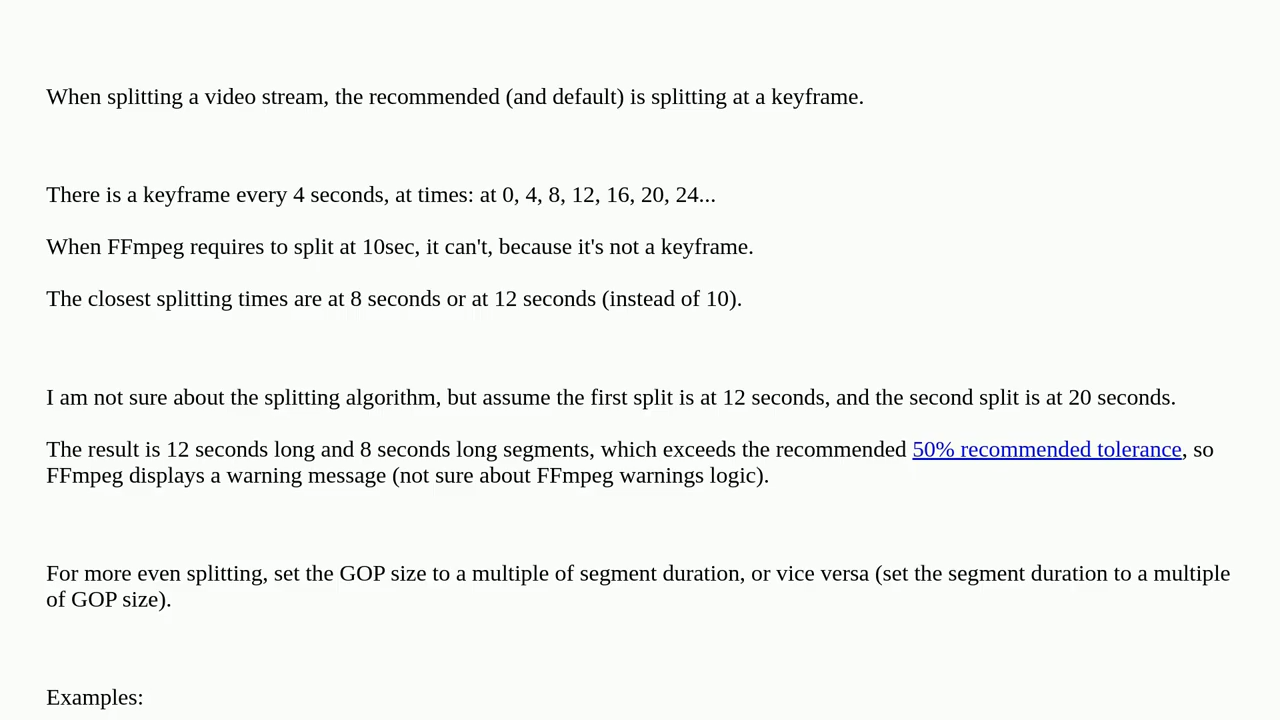 When splitting a video stream, the recommended (and default) is splitting at a keyframe.
There is a keyframe every 4 seconds, at times: at 0, 4, 8, 12, 16, 20, 24...
When FFmpeg requires to split at 10sec, it can't, because it's not a keyframe.
The closest splitting times are at 8 seconds or at 12 seconds (instead of 10).
I am not sure about the splitting algorithm, but assume the first split is at 12 seconds, and the second split is at 20 seconds.
The result is 12 seconds long and 8 seconds long segments, which exceeds the recommended 50% recommended tolerance, so
FFmpeg displays a warning message (not sure about FFmpeg warnings logic).
For more even splitting, set the GOP size to a multiple of segment duration, or vice versa (set the segment duration to a multiple
of GOP size).
Examples: